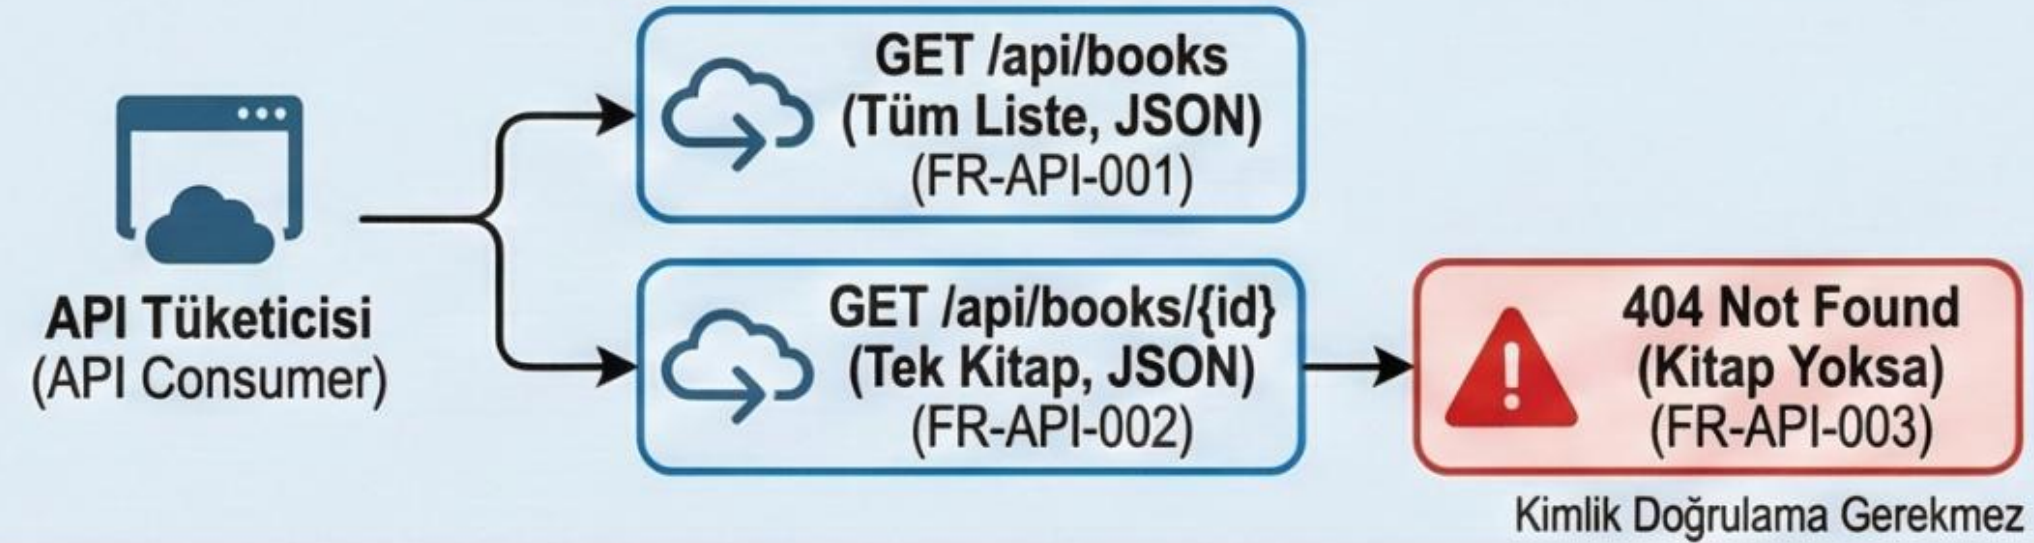 API Tüketicisi
(API Consumer)
GET /api/books
(Tüm Liste, JSON)
(FR-API-001)
GET /api/books/{id}
(Tek Kitap, JSON)
(FR-API-002)
404 Not Found
(Kitap Yoksa)
(FR-API-003)
Kimlik Doğrulama Gerekmez